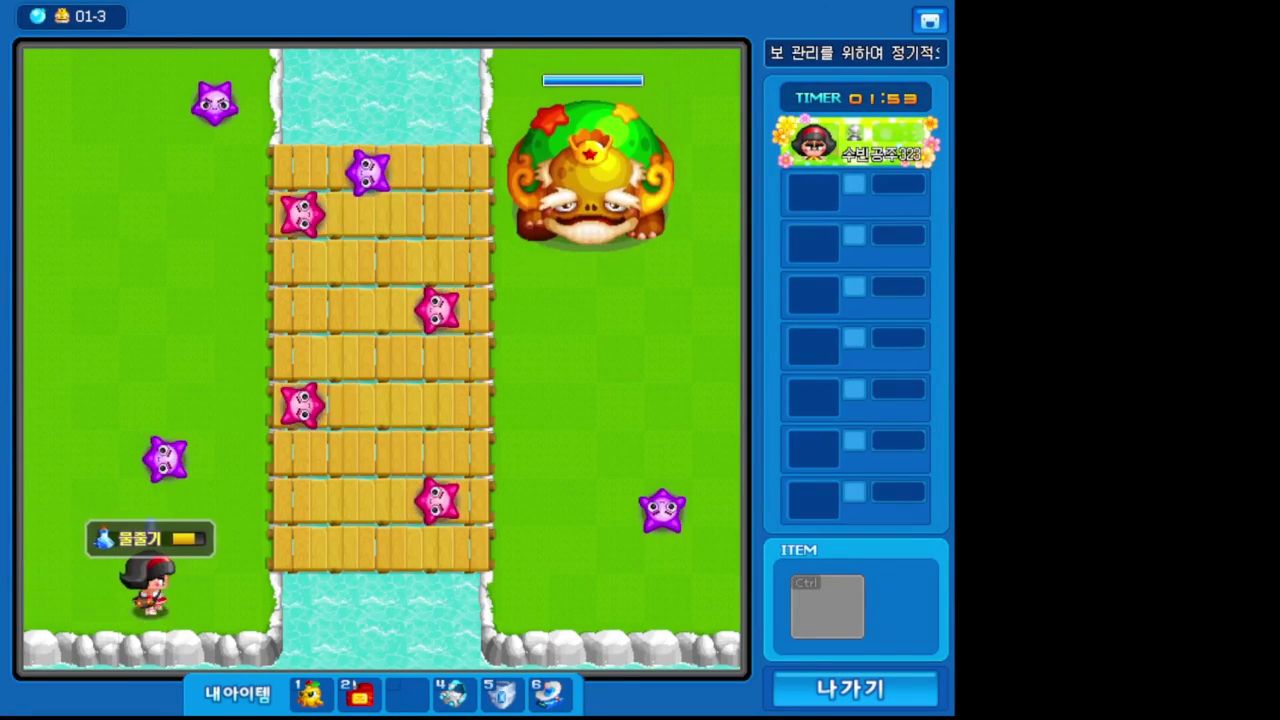 01-3
보 관리를 위하여 정기적
TIMER 01:53
수빈공주323
물줄기
ITEM
Ctrl
내아이템
1
2
4
5
6
나가기